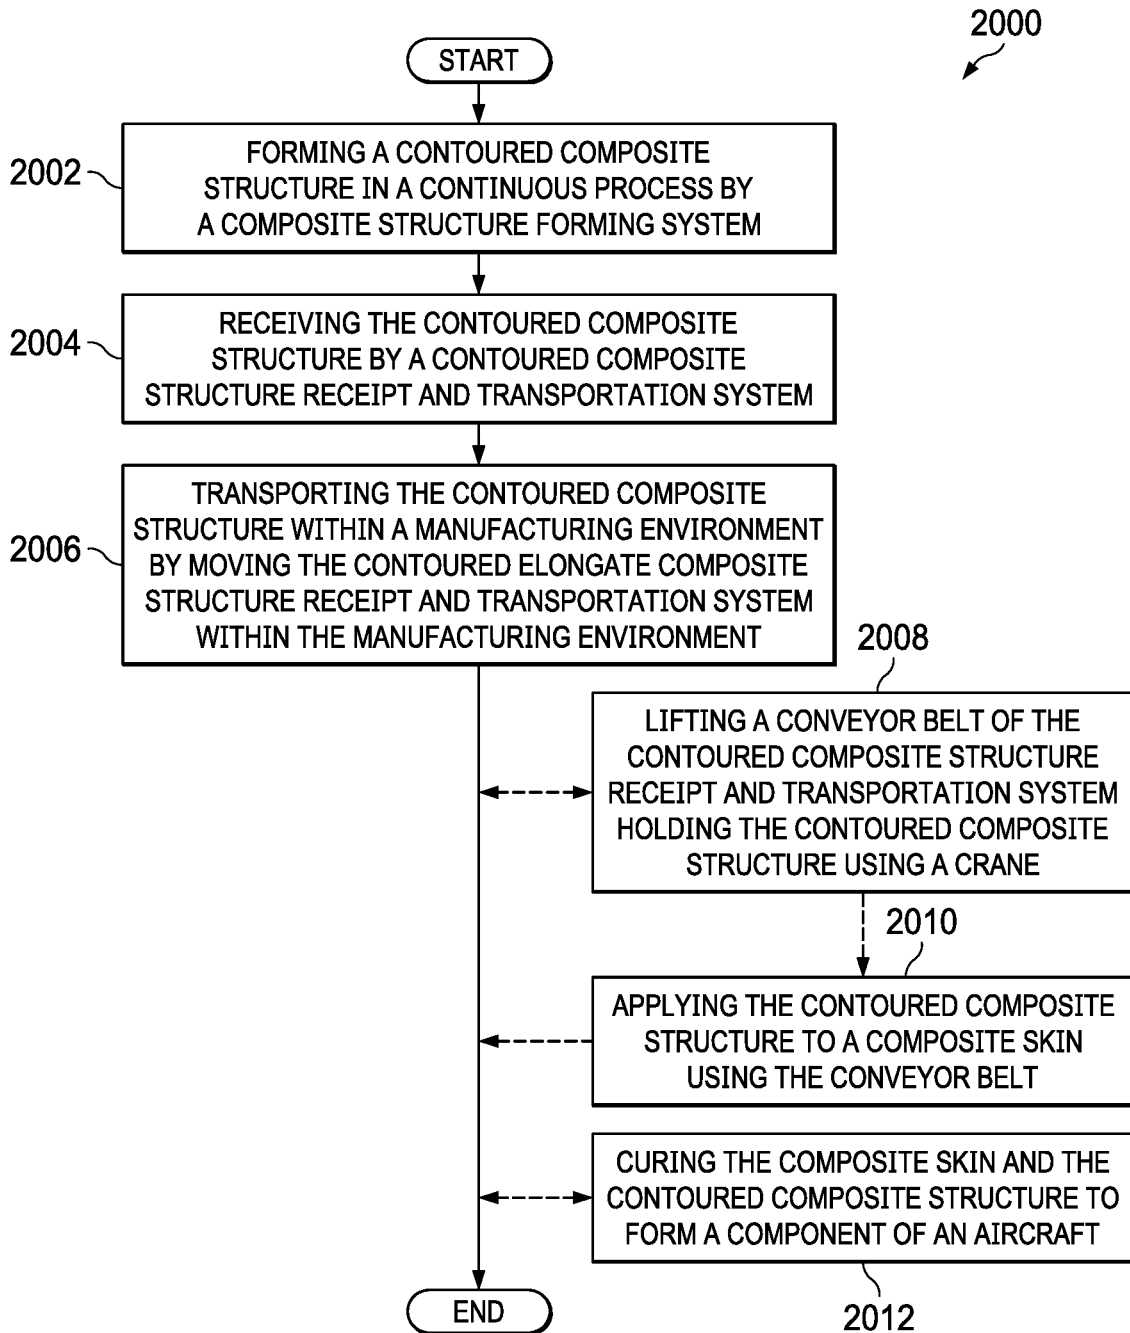 2000
START
2002
FORMING A CONTOURED COMPOSITE
STRUCTURE IN A CONTINUOUS PROCESS BY
A COMPOSITE STRUCTURE FORMING SYSTEM
2004
RECEIVING THE CONTOURED COMPOSITE
STRUCTURE BY A CONTOURED COMPOSITE
STRUCTURE RECEIPT AND TRANSPORTATION SYSTEM
2006
TRANSPORTING THE CONTOURED COMPOSITE
STRUCTURE WITHIN A MANUFACTURING ENVIRONMENT
BY MOVING THE CONTOURED ELONGATE COMPOSITE
STRUCTURE RECEIPT AND TRANSPORTATION SYSTEM
WITHIN THE MANUFACTURING ENVIRONMENT
2008
LIFTING A CONVEYOR BELT OF THE
CONTOURED COMPOSITE STRUCTURE
RECEIPT AND TRANSPORTATION SYSTEM
HOLDING THE CONTOURED COMPOSITE
STRUCTURE USING A CRANE
2010
APPLYING THE CONTOURED COMPOSITE
STRUCTURE TO A COMPOSITE SKIN
USING THE CONVEYOR BELT
CURING THE COMPOSITE SKIN AND THE
CONTOURED COMPOSITE STRUCTURE TO
FORM A COMPONENT OF AN AIRCRAFT
2012
END